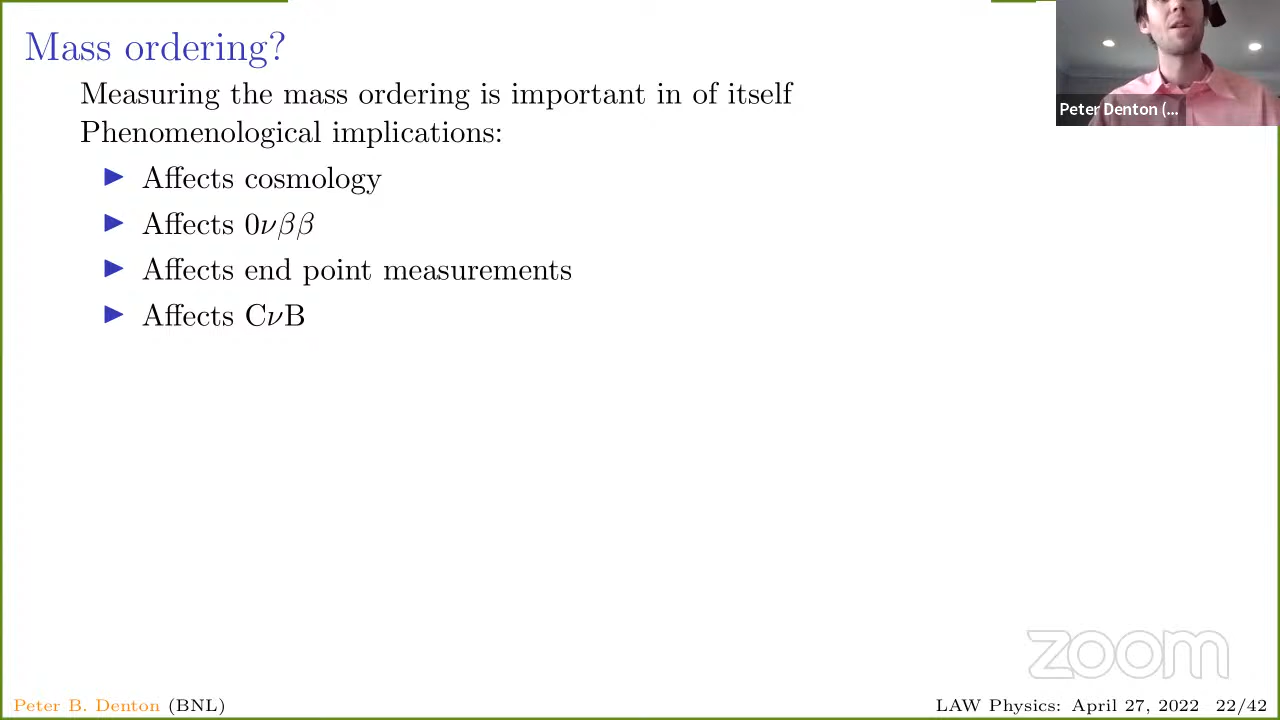 Mass ordering?
Measuring the mass ordering is important in of itself
Phenomenological implications:
▶ Affects cosmology
▶ Affects 0νββ
▶ Affects end point measurements
▶ Affects CνB
Peter Denton (...
zoom
Peter B. Denton (BNL)
LAW Physics: April 27, 2022 22/42